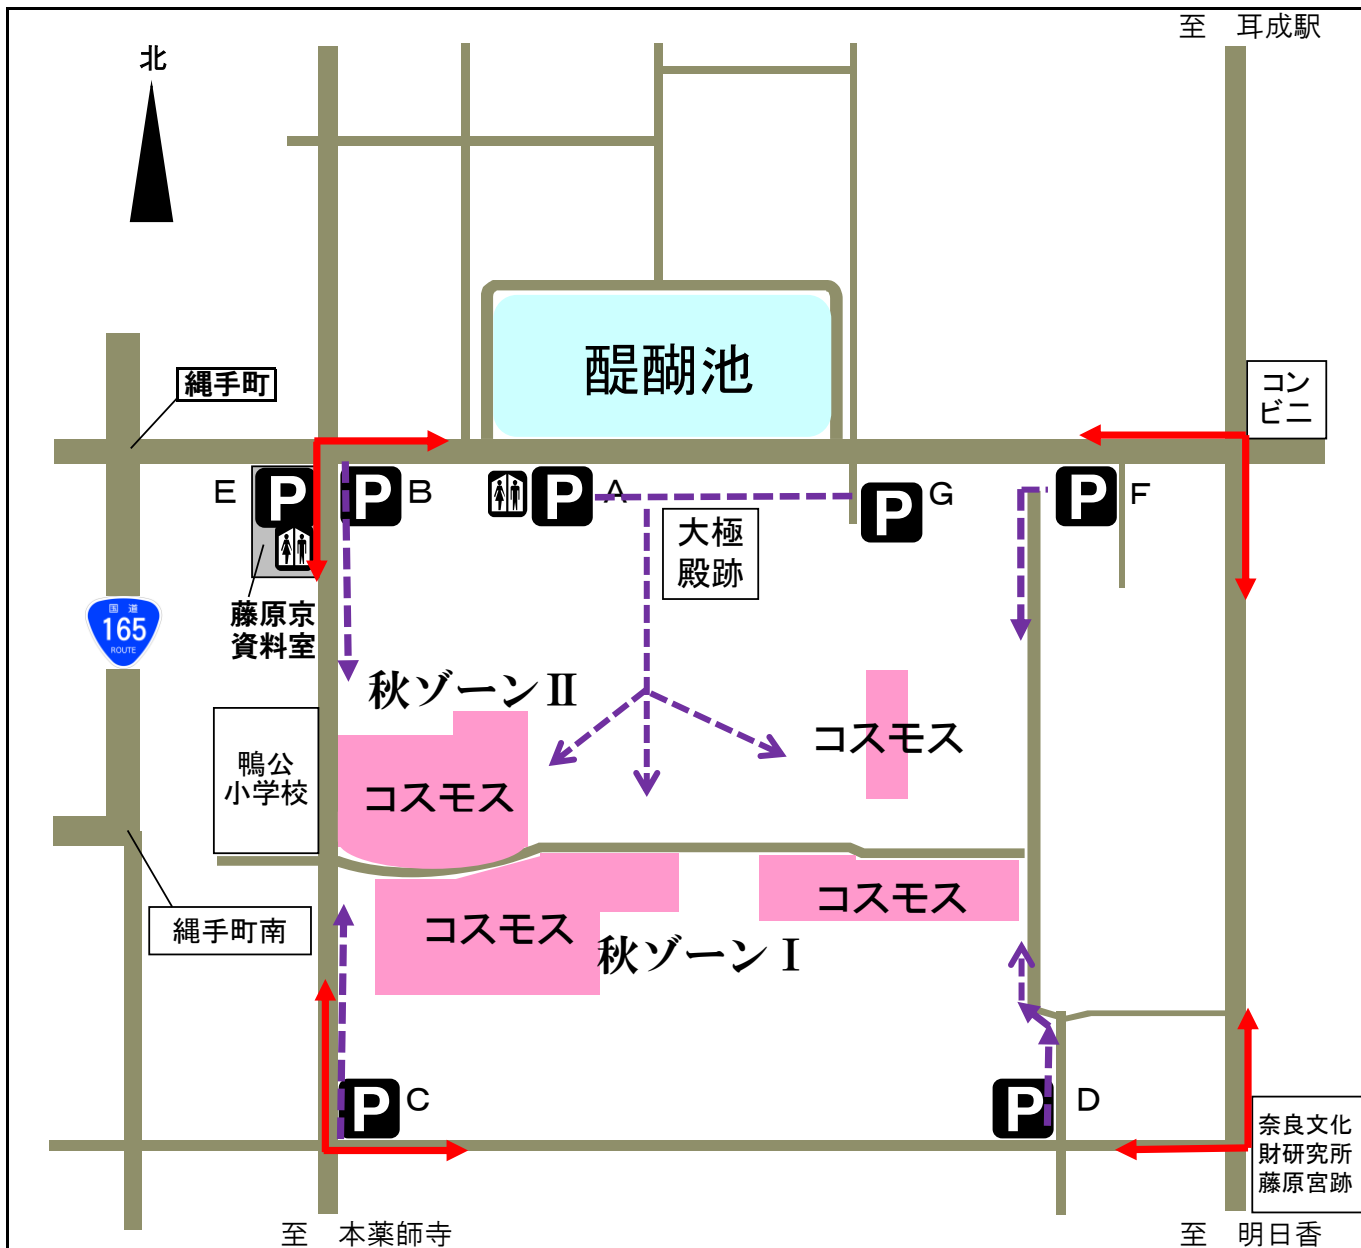 至 耳成駅
北
醍醐池
縄手町
コン
ビニ
E
P
P
B
P
A
P
G
P
F
大極
殿跡
藤原京
資料室
国道
165
ROUTE
秋ゾーンⅡ
コスモス
鴨公
小学校
コスモス
コスモス
コスモス
縄手町南
秋ゾーンⅠ
P
C
P
D
奈良文化
財研究所
藤原宮跡
至 本薬師寺
至 明日香